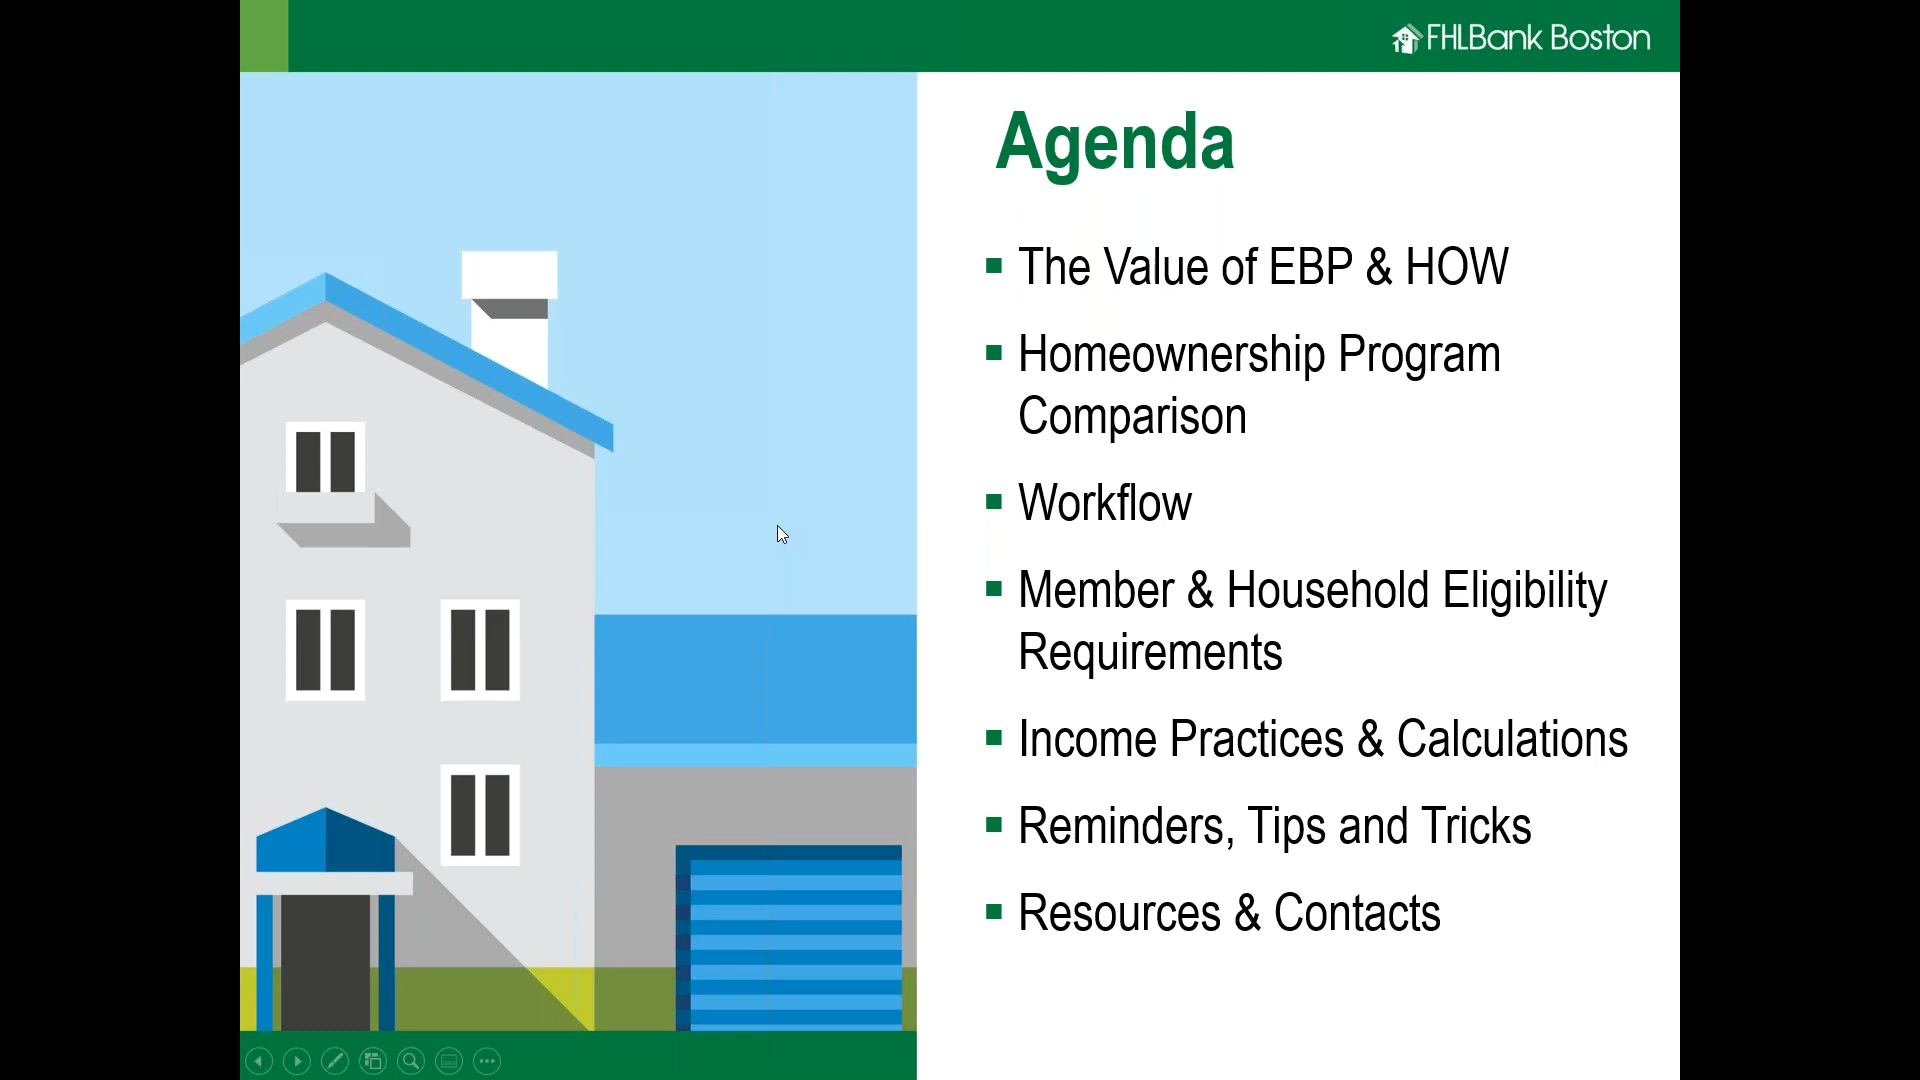 FHLBank Boston
Agenda
The Value of EBP & HOW
Homeownership Program
Comparison
Workflow
Member & Household Eligibility
Requirements
Income Practices & Calculations
Reminders, Tips and Tricks
Resources & Contacts